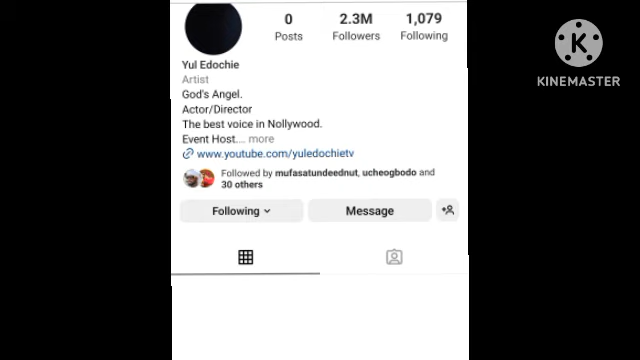 0 2.3M 1,079
Posts Followers Following
Yul Edochie
Artist
God's Angel.
Actor/Director
The best voice in Nollywood.
Event Host... more
www.youtube.com/yuledochietv
Followed by mufasatundeednut, ucheogbodo and
30 others
Following Message
K
KINEMASTER